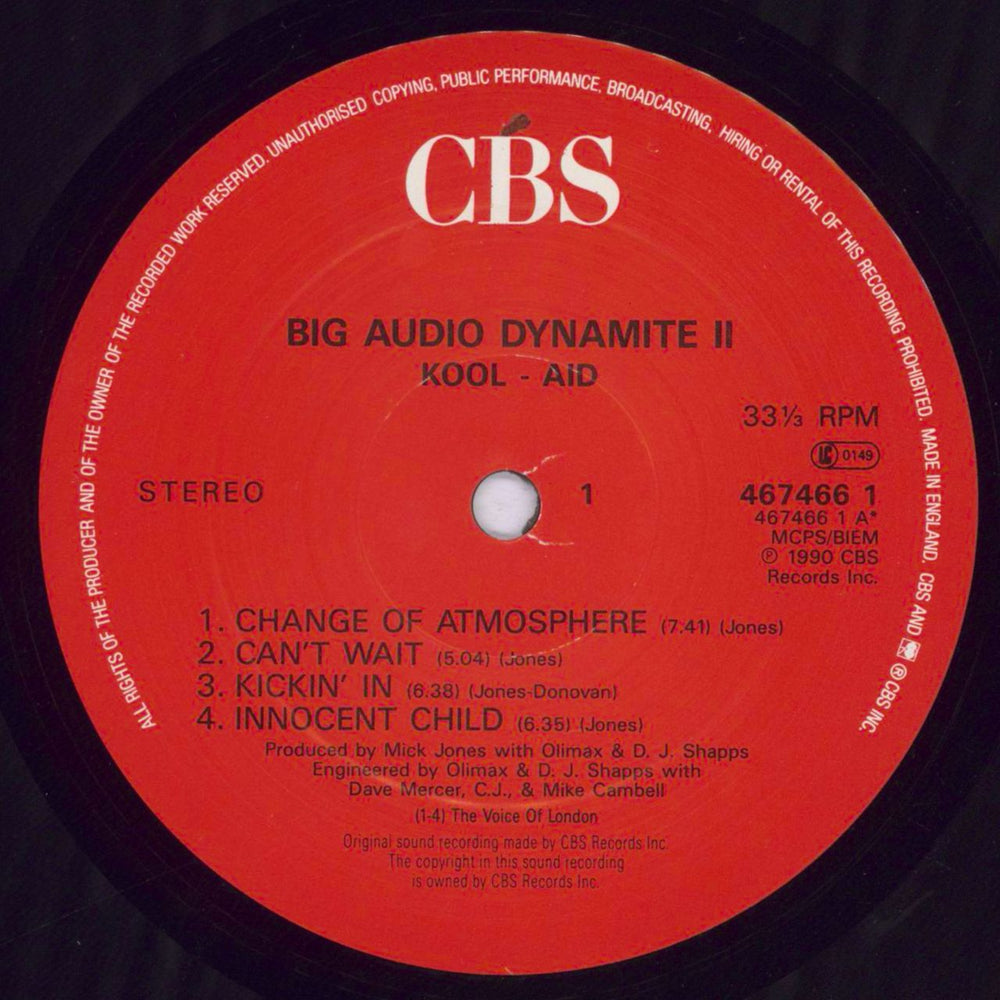 ALL RIGHTS OF THE PRODUCER AND OF THE OWNER OF THE RECORDED WORK RESERVED. UNAUTHORISED COPYING, PUBLIC PERFORMANCE, BROADCASTING, HIRING OR RENTAL OF THIS RECORDING PROHIBITED. MADE IN ENGLAND. CBS AND ® CBS INC.
CBS
BIG AUDIO DYNAMITE II
KOOL - AID
33⅓ RPM
LC 0149
STEREO
1
467466 1
467466 1 A*
MCPS/BIEM
℗ 1990 CBS
Records Inc.
1. CHANGE OF ATMOSPHERE (7.41) (Jones)
2. CAN'T WAIT (5.04) (Jones)
3. KICKIN' IN (6.38) (Jones-Donovan)
4. INNOCENT CHILD (6.35) (Jones)
Produced by Mick Jones with Olimax & D. J. Shapps
Engineered by Olimax & D. J. Shapps with
Dave Mercer, C.J., & Mike Cambell
(1-4) The Voice Of London
Original sound recording made by CBS Records Inc.
The copyright in this sound recording
is owned by CBS Records Inc.